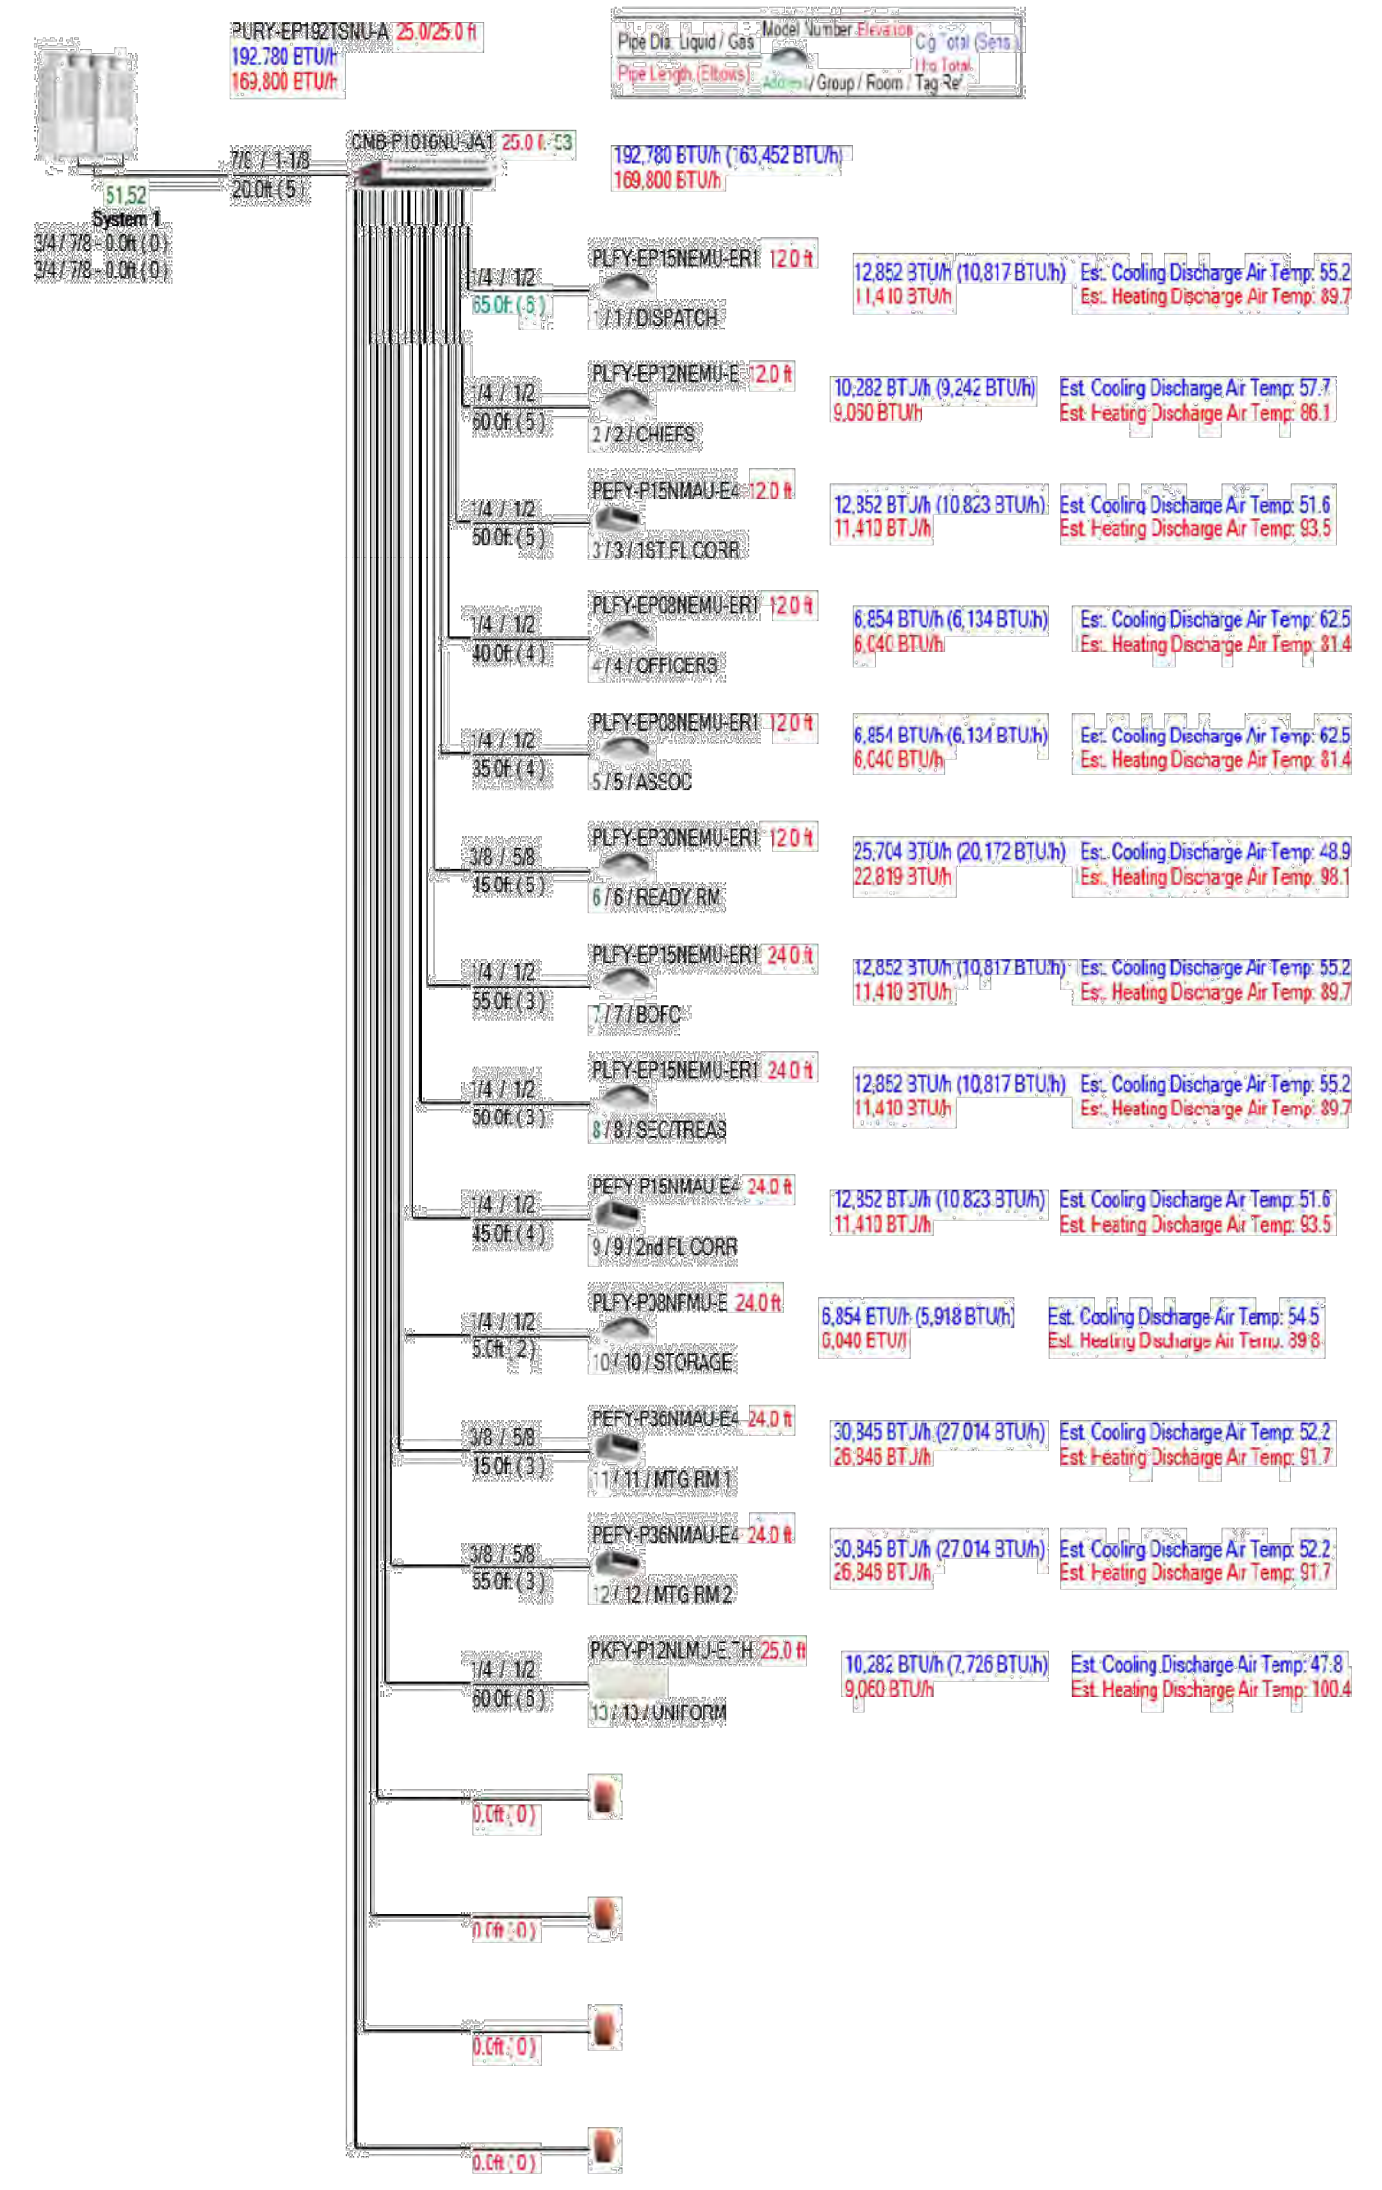 PURY-EP192TSNU-A 25.0/25.0 ft
192,780 BTU/h
169,800 BTU/h
Pipe Dia. Liquid / Gas
Pipe Length (Elbows)
Model Number Elevation
Address / Group / Room / Tag Ref.
Clg Total (Sens.)
Htg Total
7/8 / 1-1/8
20.0ft ( 5 )
51,52
System 1
3/4 / 7/8 - 0.0ft ( 0 )
3/4 / 7/8 - 0.0ft ( 0 )
CMB-P1016NU-JA1 25.0 ft 53
192,780 BTU/h (163,452 BTU/h)
169,800 BTU/h
1/4 / 1/2
65.0ft
PLFY-EP15NEMU-ER1 12.0 ft
1 / 1 / DISPATCH
12,852 BTU/h (10,817 BTU/h) Est. Cooling Discharge Air Temp: 55.2
11,410 BTU/h Est. Heating Discharge Air Temp: 89.7
1/4 / 1/2
60.0ft ( 5 )
PLFY-EP12NEMU-E 12.0 ft
2 / 2 / CHIEFS
10,282 BTU/h (9,242 BTU/h) Est. Cooling Discharge Air Temp: 57.7
9,060 BTU/h Est. Heating Discharge Air Temp: 86.1
1/4 / 1/2
50.0ft ( 5 )
PEFY-P15NMAU-E4 12.0 ft
3 / 3 / 1ST FL CORR
12,852 BTU/h (10,823 BTU/h) Est. Cooling Discharge Air Temp: 51.6
11,410 BTU/h Est. Heating Discharge Air Temp: 93.5
1/4 / 1/2
40.0ft ( 4 )
PLFY-EP08NEMU-ER1 12.0 ft
4 / 4 / OFFICERS
6,854 BTU/h (6,134 BTU/h) Est. Cooling Discharge Air Temp: 62.5
6,040 BTU/h Est. Heating Discharge Air Temp: 81.4
1/4 / 1/2
35.0ft ( 4 )
PLFY-EP08NEMU-ER1 12.0 ft
5 / 5 / ASSOC
6,854 BTU/h (6,134 BTU/h) Est. Cooling Discharge Air Temp: 62.5
6,040 BTU/h Est. Heating Discharge Air Temp: 81.4
3/8 / 5/8
( 5 )
PLFY-EP30NEMU-ER1 12.0 ft
6 / 6 / READY RM
25,704 BTU/h (20,172 BTU/h) Est. Cooling Discharge Air Temp: 48.9
22,819 BTU/h Est. Heating Discharge Air Temp: 98.1
1/4 / 1/2
55.0ft ( 3 )
PLFY-EP15NEMU-ER1 24.0 ft
7 / 7 / BOFC
12,852 BTU/h (10,817 BTU/h) Est. Cooling Discharge Air Temp: 55.2
11,410 BTU/h Est. Heating Discharge Air Temp: 89.7
1/4 / 1/2
50.0ft ( 3 )
PLFY-EP15NEMU-ER1 24.0 ft
8 / 8 / SEC/TREAS
12,852 BTU/h (10,817 BTU/h) Est. Cooling Discharge Air Temp: 55.2
11,410 BTU/h Est. Heating Discharge Air Temp: 89.7
1/4 / 1/2
45.0ft ( 4 )
PEFY-P15NMAU-E4 24.0 ft
9 / 9 / 2nd FL CORR
12,852 BTU/h (10,823 BTU/h) Est. Cooling Discharge Air Temp: 51.6
11,410 BTU/h Est. Heating Discharge Air Temp: 93.5
1/4 / 1/2
5.0ft ( 2 )
PLFY-P08NFMU-E 24.0 ft
10 / 10 / STORAGE
6,854 BTU/h (5,918 BTU/h) Est. Cooling Discharge Air Temp: 54.5
6,040 BTU/h Est. Heating Discharge Air Temp: 89.8
3/8 / 5/8
15.0ft ( 3 )
PEFY-P36NMAU-E4 24.0 ft
11 / 11 / MTG RM 1
30,845 BTU/h (27,014 BTU/h) Est. Cooling Discharge Air Temp: 52.2
26,846 BTU/h Est. Heating Discharge Air Temp: 91.7
3/8 / 5/8
55.0ft ( 3 )
PEFY-P36NMAU-E4 24.0 ft
12 / 12 / MTG RM 2
30,845 BTU/h (27,014 BTU/h) Est. Cooling Discharge Air Temp: 52.2
26,846 BTU/h Est. Heating Discharge Air Temp: 91.7
1/4 / 1/2
60.0ft
25.0 ft
13 / 13 / UNIFORM
10,282 BTU/h (7,726 BTU/h) Est. Cooling Discharge Air Temp: 47.8
9,060 BTU/h Est. Heating Discharge Air Temp: 100.4
0.0ft ( 0 )
0.0ft ( 0 )
0.0ft ( 0 )
0.0ft ( 0 )